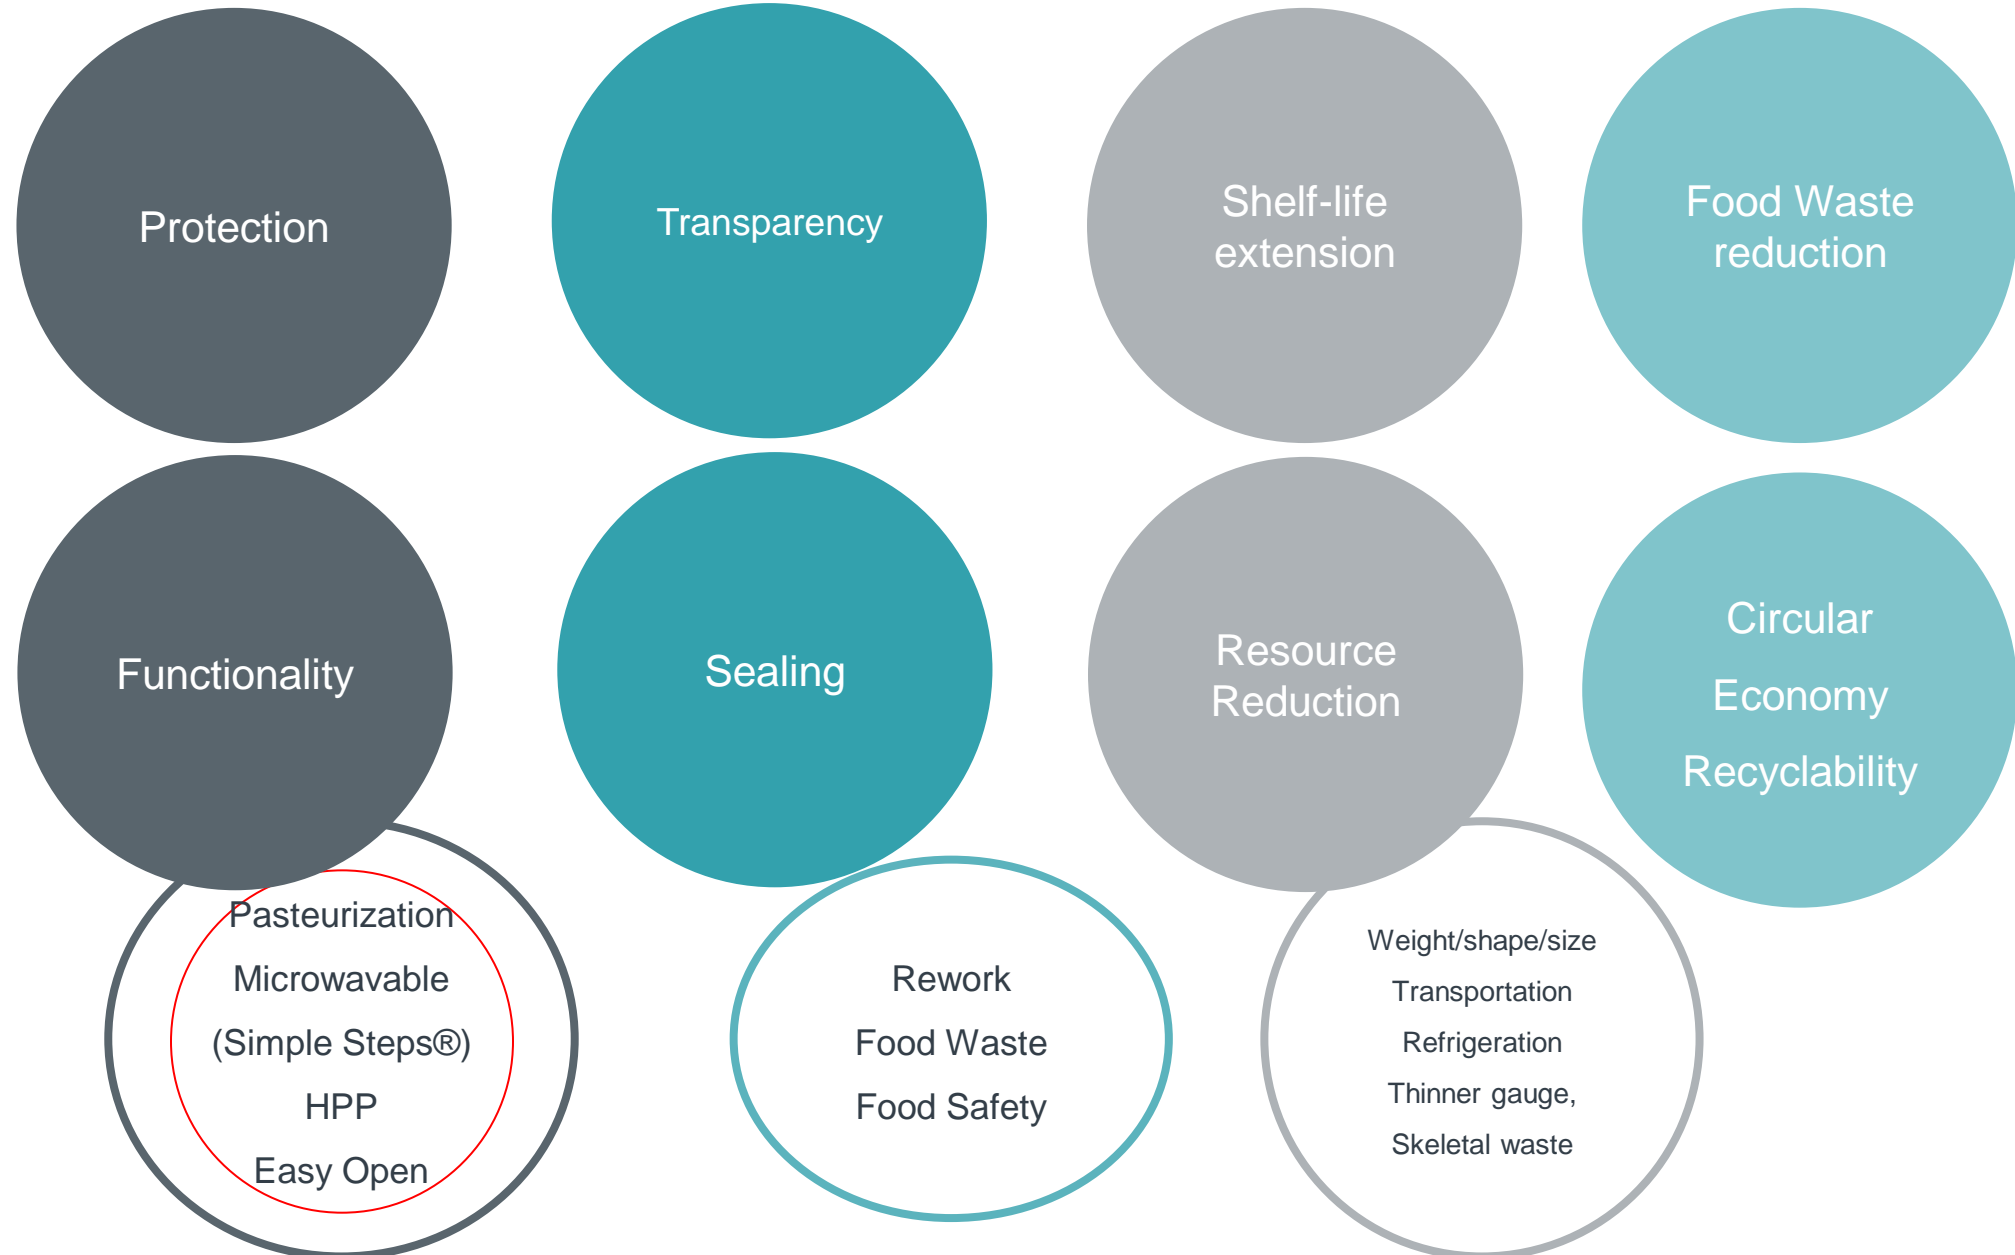 Protection
Transparency
Shelf-life
extension
Food Waste
reduction
Functionality
Sealing
Resource
Reduction
Circular
Economy
Recyclability
Pasteurization
Microwavable
(Simple Steps®)
HPP
Easy Open
Rework
Food Waste
Food Safety
Weight/shape/size
Transportation
Refrigeration
Thinner gauge,
Skeletal waste